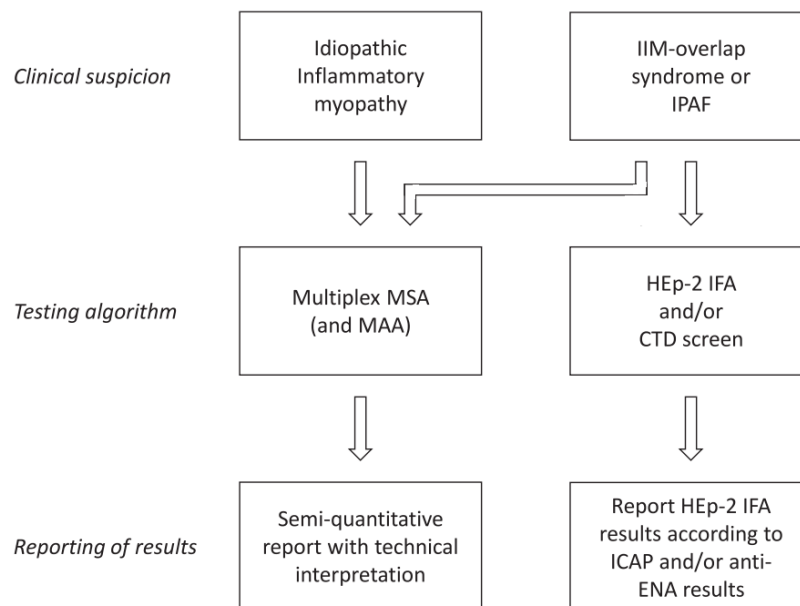 Clinical suspicion
Idiopathic
Inflammatory
myopathy
IIM-overlap
syndrome or
IPAF
Testing algorithm
Multiplex MSA
(and MAA)
HEp-2 IFA
and/or
CTD screen
Reporting of results
Semi-quantitative
report with technical
interpretation
Report HEp-2 IFA
results according to
ICAP and/or anti-
ENA results